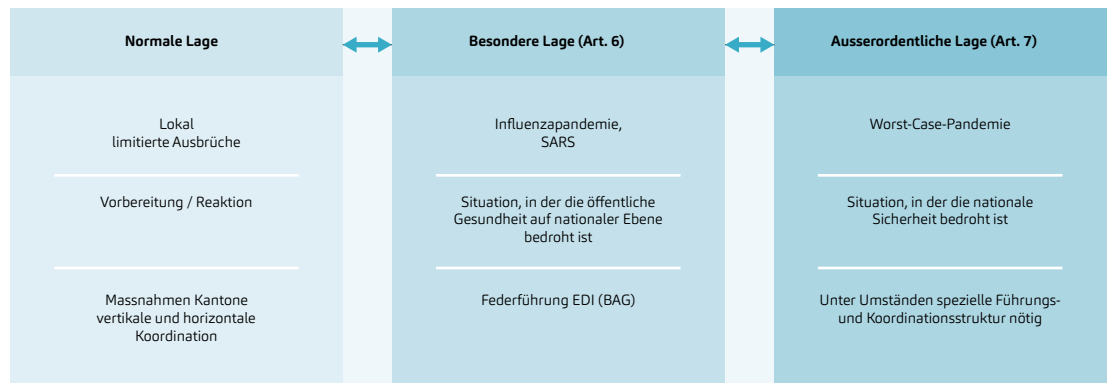 Normale Lage
Besondere Lage (Art. 6)
Ausserordentliche Lage (Art. 7)
Lokal
limitierte Ausbrüche
Influenzapandemie,
SARS
Worst-Case-Pandemie
Vorbereitung / Reaktion
Situation, in der die öffentliche
Gesundheit auf nationaler Ebene
bedroht ist
Situation, in der die nationale
Sicherheit bedroht ist
Massnahmen Kantone
vertikale und horizontale
Koordination
Federführung EDI (BAG)
Unter Umständen spezielle Führungs-
und Koordinationsstruktur nötig